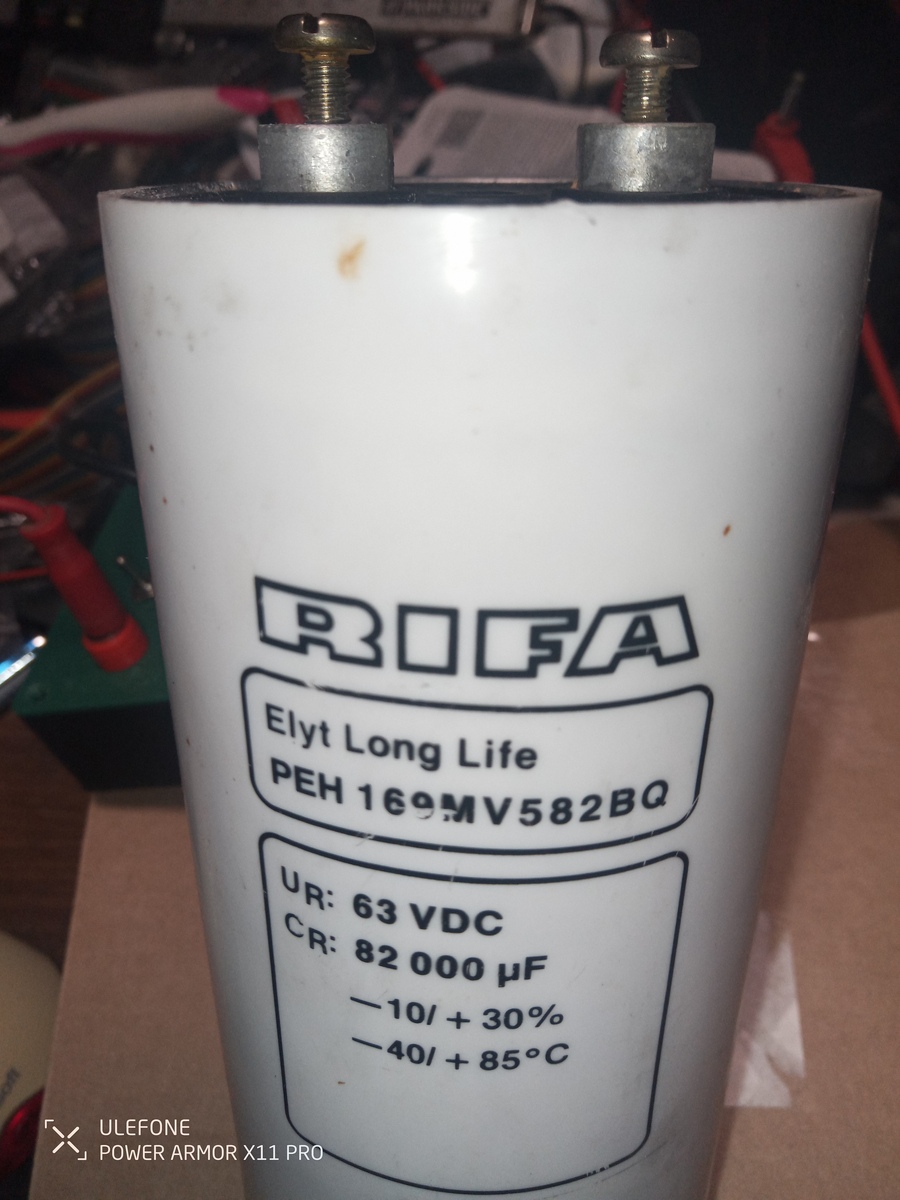 RIFA
Elyt Long Life
PEH 169MV582BQ
UR: 63 VDC
CR: 82 000 µF
—10/ + 30%
—40/ + 85°C
ULEFONE
POWER ARMOR X11 PRO